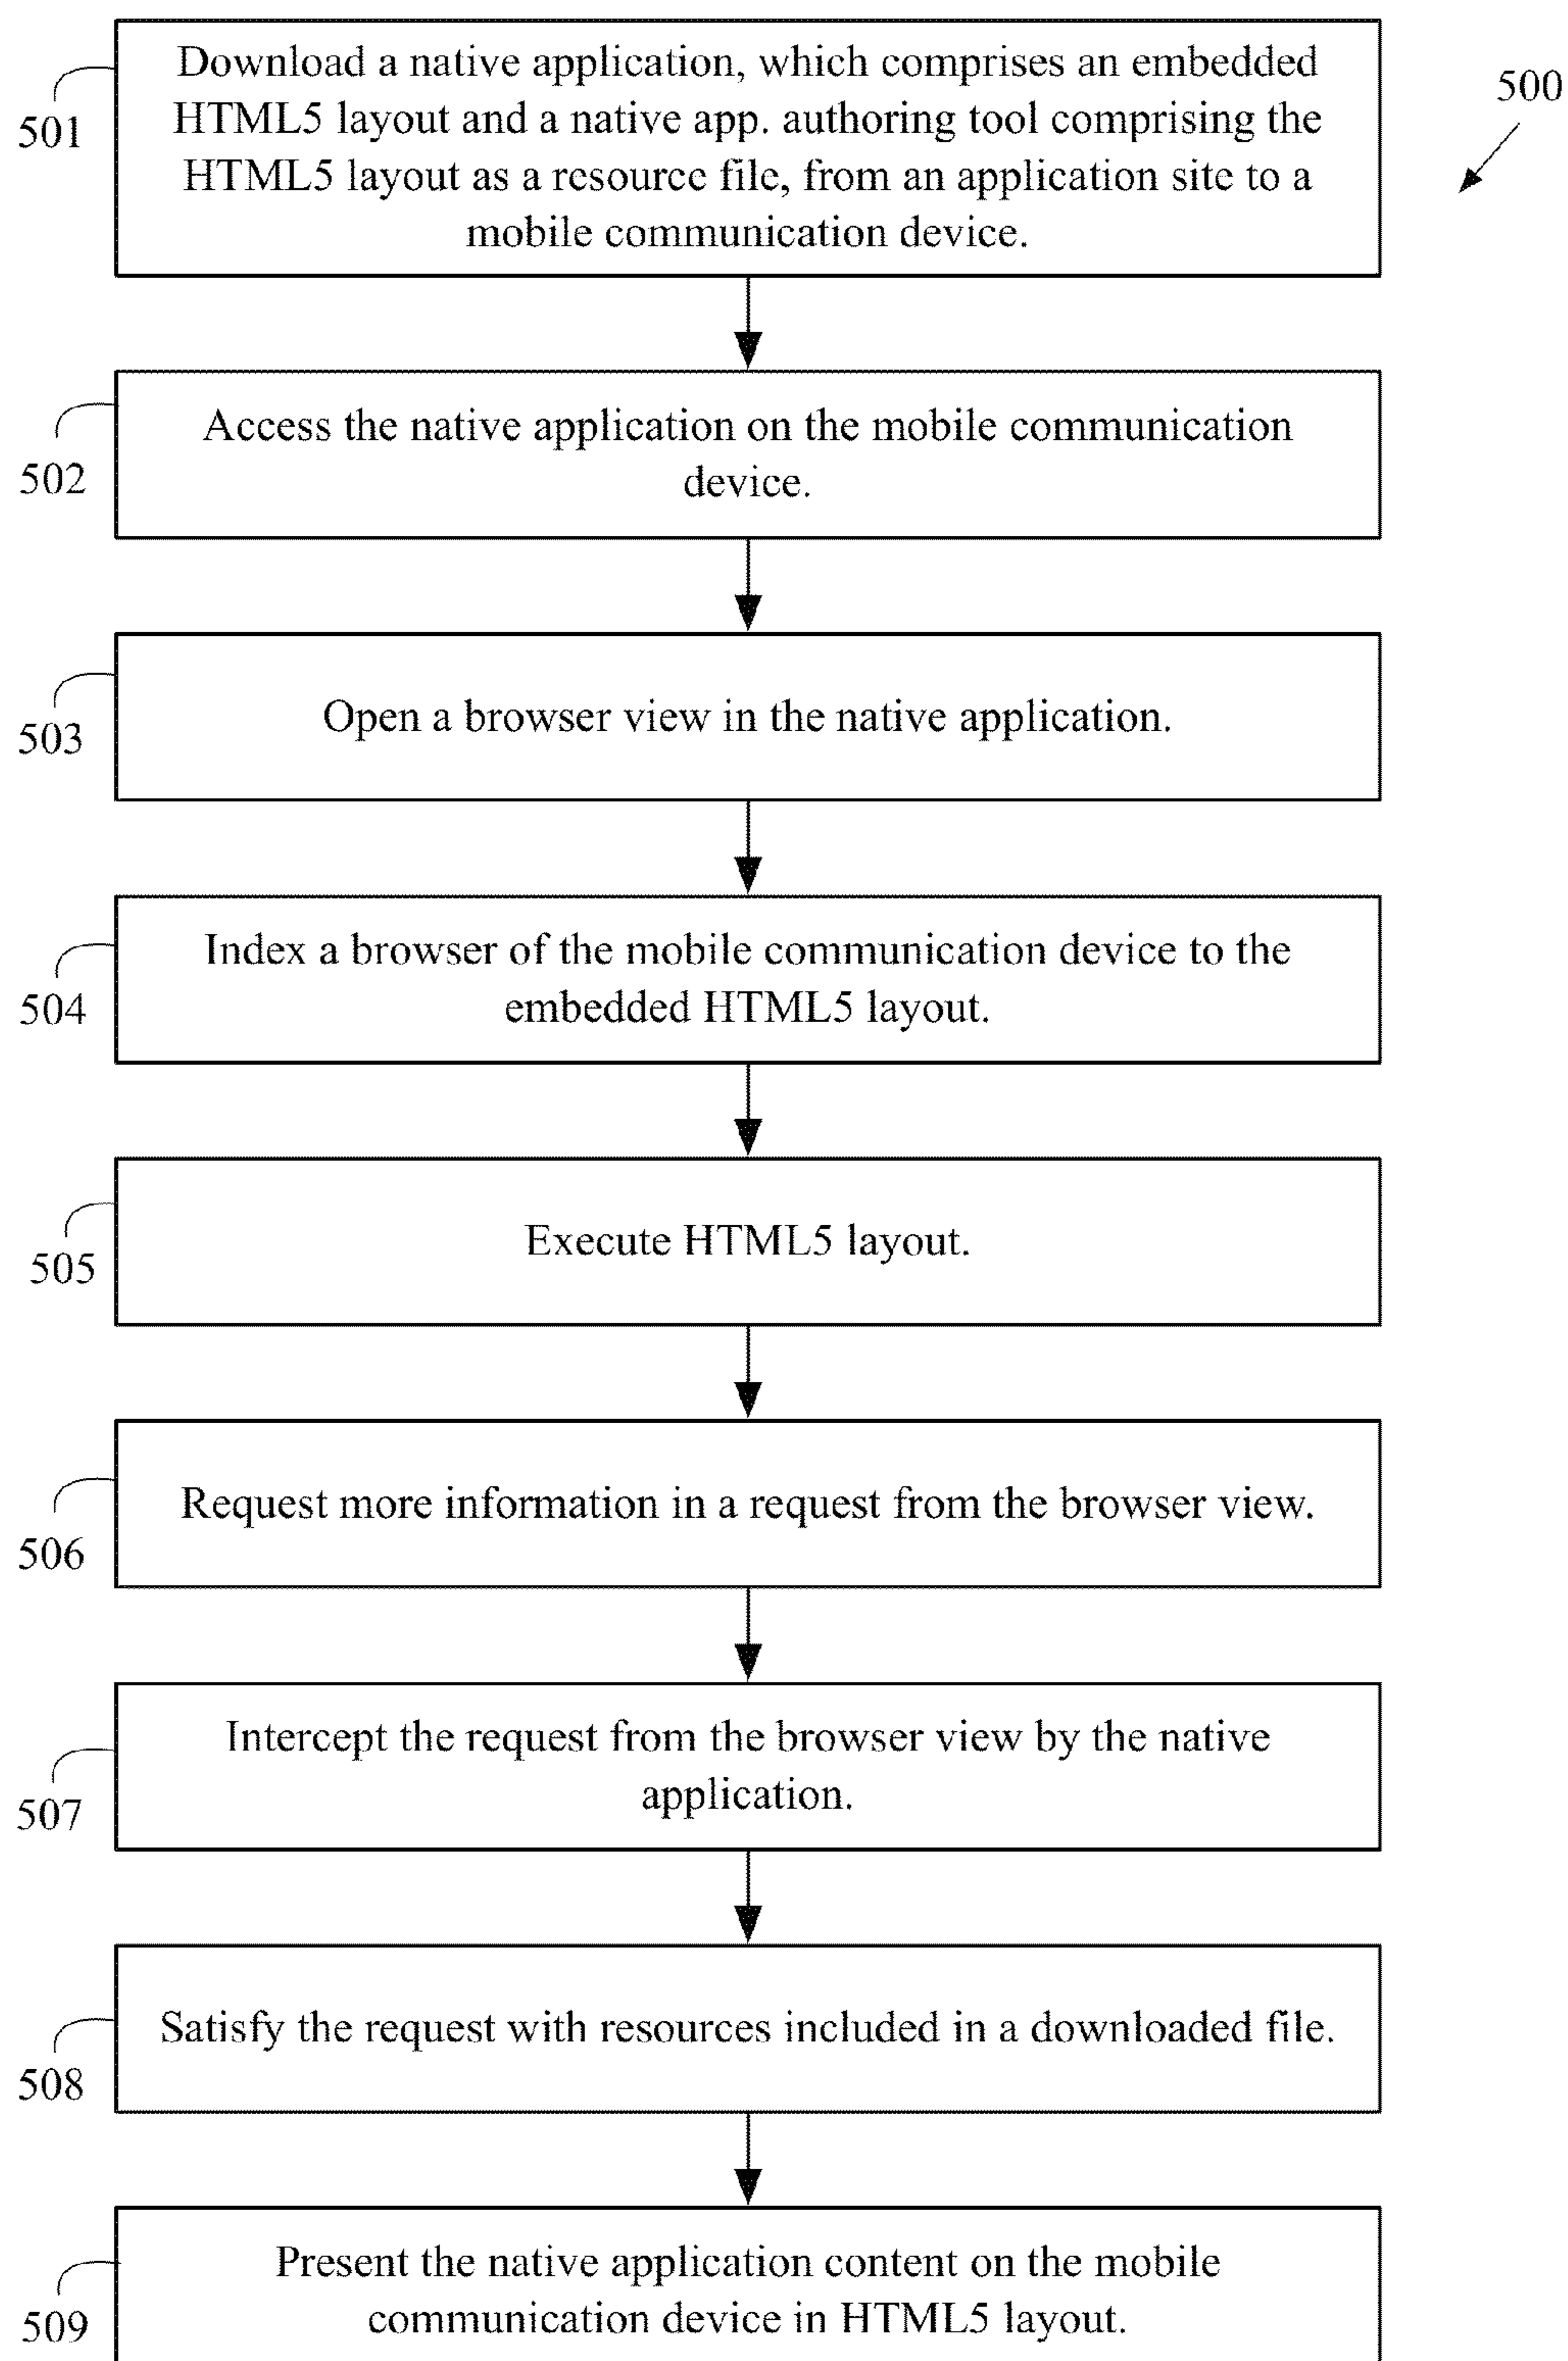 Download a native application, which comprises an embedded
HTML5 layout and a native app. authoring tool comprising the
HTML5 layout as a resource file, from an application site to a
mobile communication device.
500
501
Access the native application on the mobile communication
device.
502
Open a browser view in the native application.
503
Index a browser of the mobile communication device to the
embedded HTML5 layout.
504
Execute HTML5 layout.
505
Request more information in a request from the browser view.
506
Intercept the request from the browser view by the native
application.
507
Satisfy the request with resources included in a downloaded file.
508
Present the native application content on the mobile
communication device in HTML5 layout.
509